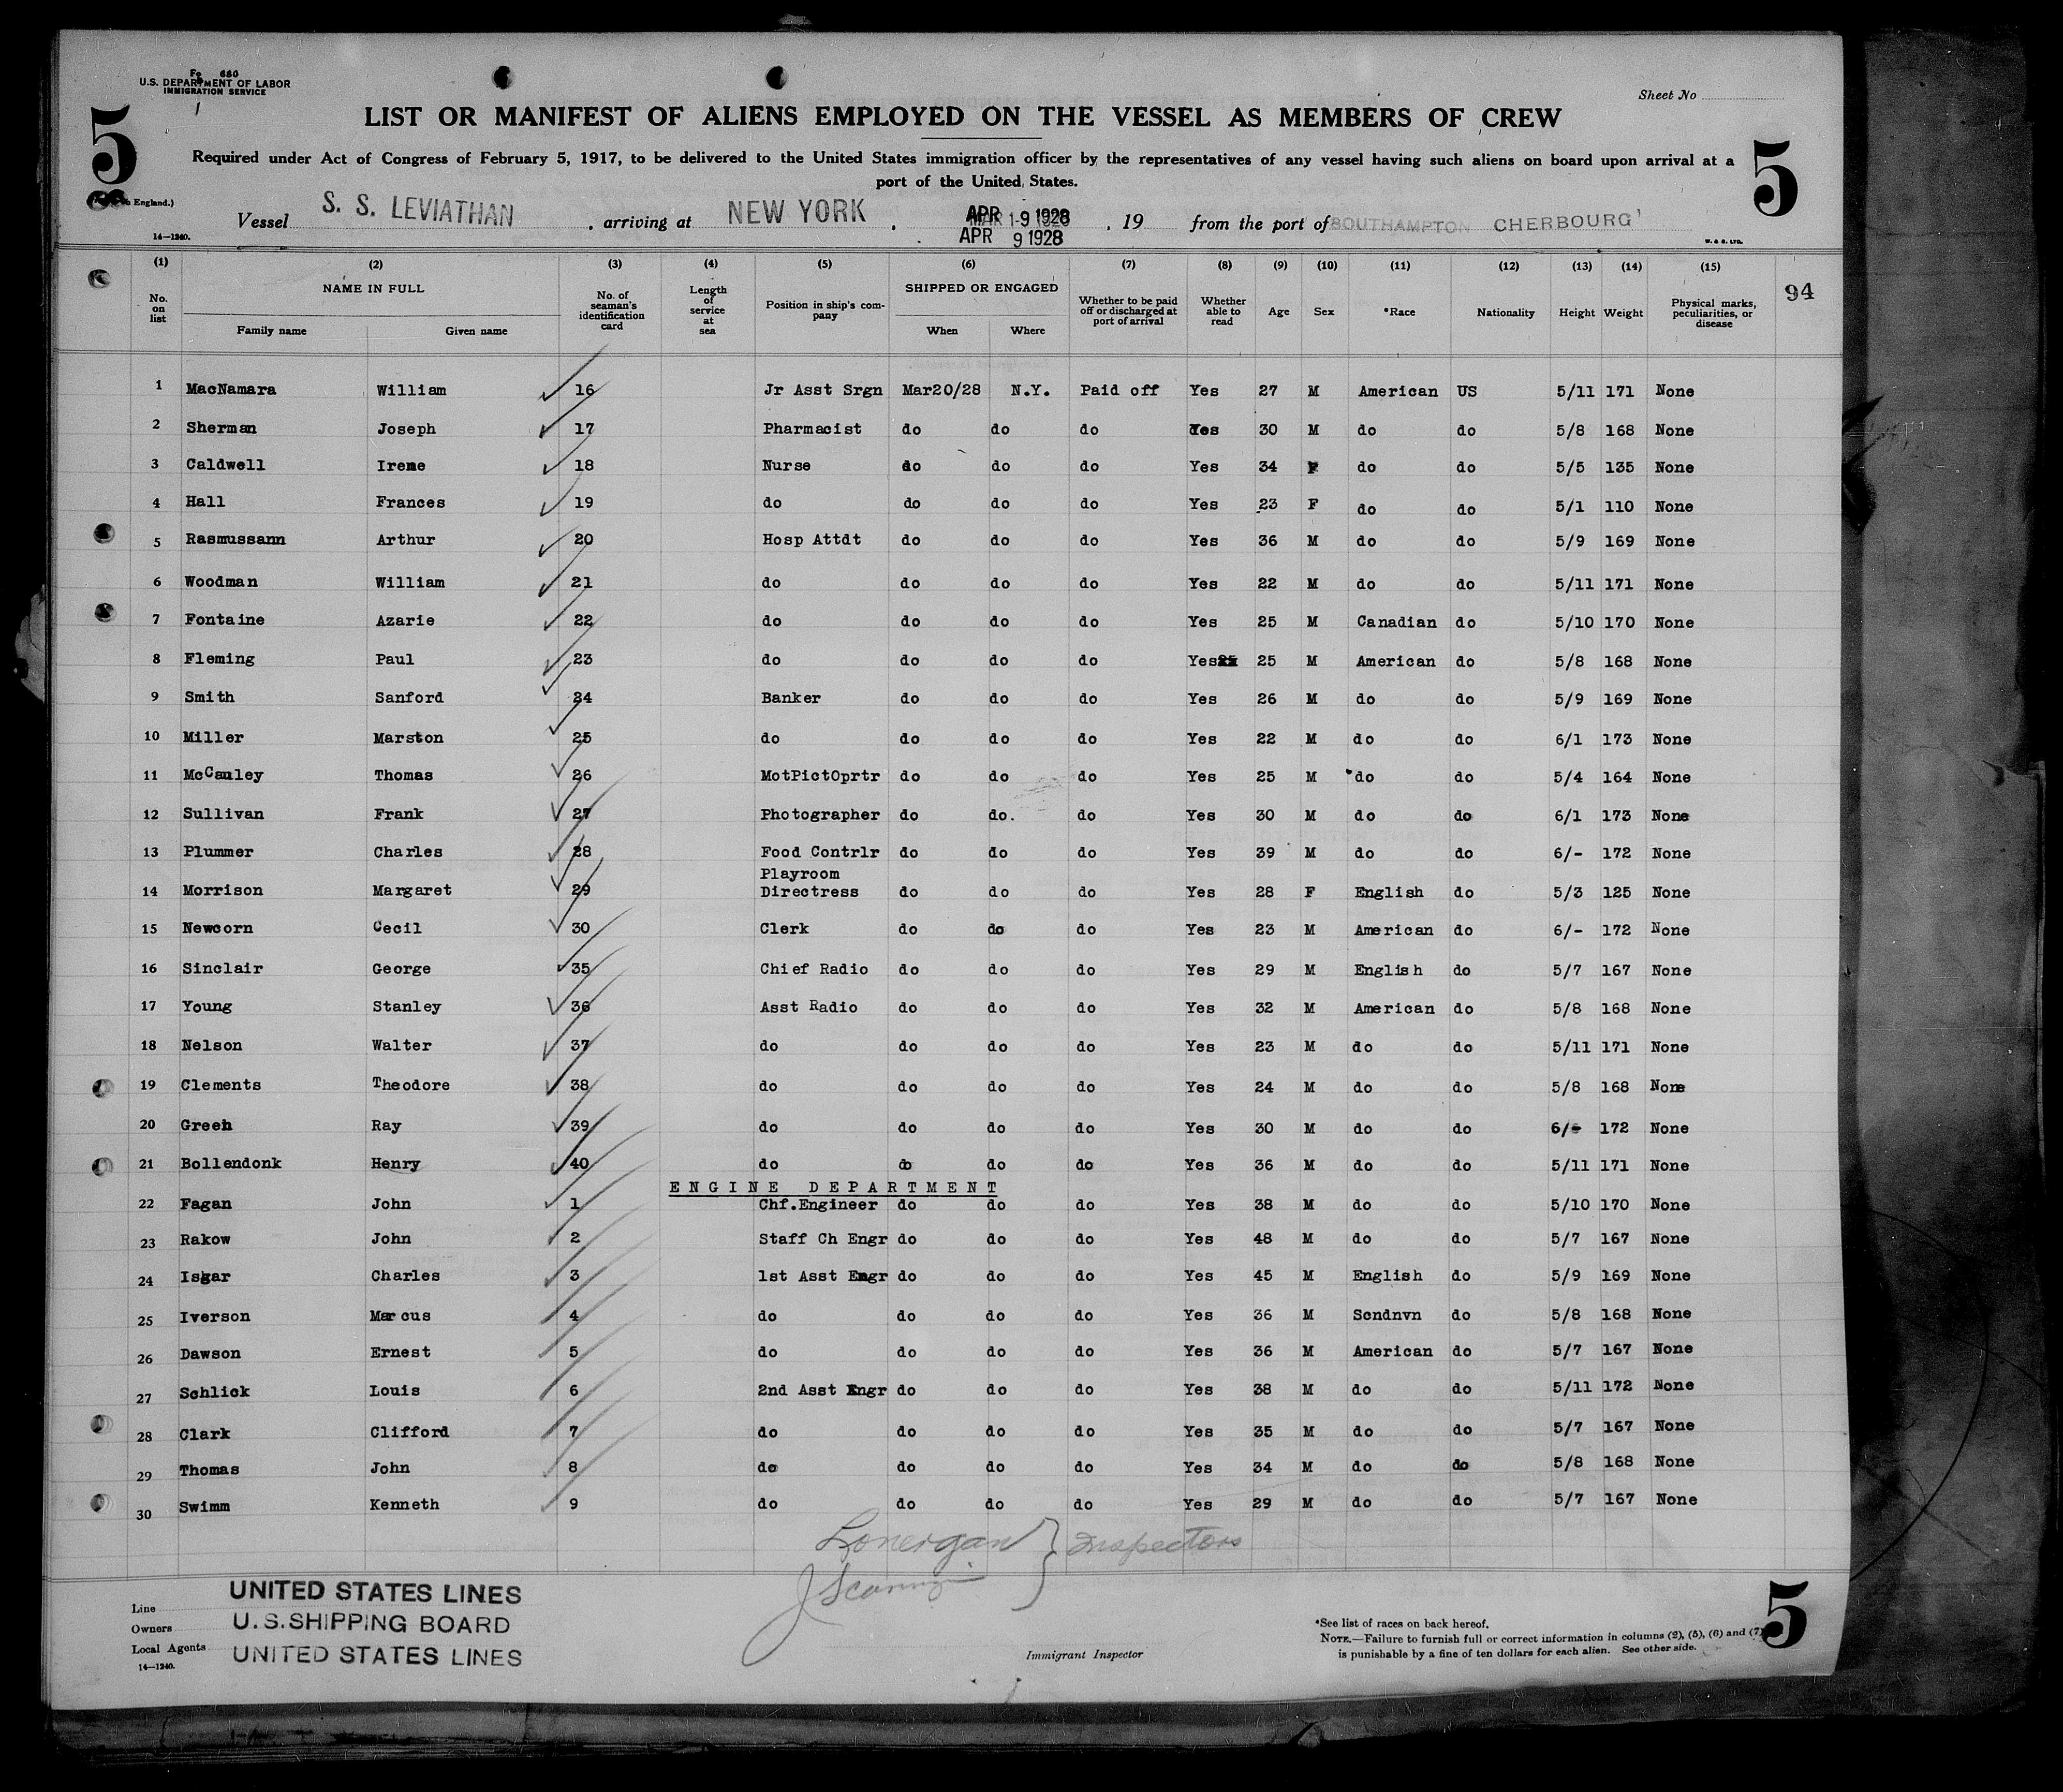 Fo 680
U.S. DEPARTMENT OF LABOR
IMMIGRATION SERVICE
Sheet No
5
5
LIST OR MANIFEST OF ALIENS EMPLOYED ON THE VESSEL AS MEMBERS OF CREW
Required under Act of Congress of February 5, 1917, to be delivered to the United States immigration officer by the representatives of any vessel having such aliens on board upon arrival at a
port of the United States.
England.)
Vessel S. S. LEVIATHAN, arriving at NEW YORK, APR 9 1928, 19 from the port of SOUTHAMPTON CHERBOURG
APR 9 1928
14—1240.
W. & S. LTD.
(1) (2) (3) (4) (5) (6) (7) (8) (9) (10) (11) (12) (13) (14) (15)
No. on list NAME IN FULL Family name Given name No. of seaman's identification card Length of service at sea Position in ship's company SHIPPED OR ENGAGED When Where Whether to be paid off or discharged at port of arrival Whether able to read Age Sex *Race Nationality Height Weight Physical marks, peculiarities, or disease 94
1 MacNamara William 16 Jr Asst Srgn Mar20/28 N.Y. Paid off Yes 27 M American US 5/11 171 None
2 Sherman Joseph 17 Pharmacist do do do Yes 30 M do do 5/8 168 None
3 Caldwell Irene 18 Nurse do do do Yes 34 F do do 5/5 135 None
4 Hall Frances 19 do do do do Yes 23 F do do 5/1 110 None
5 Rasmussann Arthur 20 Hosp Attdt do do do Yes 36 M do do 5/9 169 None
6 Woodman William 21 do do do do Yes 22 M do do 5/11 171 None
7 Fontaine Azarie 22 do do do do Yes 25 M Canadian do 5/10 170 None
8 Fleming Paul 23 do do do do Yes 25 M American do 5/8 168 None
9 Smith Sanford 24 Banker do do do Yes 26 M do do 5/9 169 None
10 Miller Marston 25 do do do do Yes 22 M do do 6/1 173 None
11 McCauley Thomas 26 MotPictOprtr do do do Yes 25 M do do 5/4 164 None
12 Sullivan Frank 27 Photographer do do. do Yes 30 M do do 6/1 173 None
13 Plummer Charles 28 Food Contrlr do do do Yes 39 M do do 6/- 172 None
14 Morrison Margaret 29 Playroom Directress do do do Yes 28 F English do 5/3 125 None
15 Newcorn Cecil 30 Clerk do do do Yes 23 M American do 6/- 172 None
16 Sinclair George 35 Chief Radio do do do Yes 29 M English do 5/7 167 None
17 Young Stanley 36 Asst Radio do do do Yes 32 M American do 5/8 168 None
18 Nelson Walter 37 do do do do Yes 23 M do do 5/11 171 None
19 Clements Theodore 38 do do do do Yes 24 M do do 5/8 168 None
20 Green Ray 39 do do do do Yes 30 M do do 6/- 172 None
21 Bollendonk Henry 40 do do do do Yes 36 M do do 5/11 171 None
ENGINE DEPARTMENT
22 Fagan John 1 Chf.Engineer do do do Yes 38 M do do 5/10 170 None
23 Rakow John 2 Staff Ch Engr do do do Yes 48 M do do 5/7 167 None
24 Isgar Charles 3 1st Asst Engr do do do Yes 45 M English do 5/9 169 None
25 Iverson Marcus 4 do do do do Yes 36 M Scndnvn do 5/8 168 None
26 Dawson Ernest 5 do do do do Yes 36 M American do 5/7 167 None
27 Schlick Louis 6 2nd Asst Engr do do do Yes 38 M do do 5/11 172 None
28 Clark Clifford 7 do do do do Yes 35 M do do 5/7 167 None
29 Thomas John 8 do do do do Yes 34 M do do 5/8 168 None
30 Swimm Kenneth 9 do do do do Yes 29 M do do 5/7 167 None
Lonergan } Inspectors
Line UNITED STATES LINES
Owners U.S. SHIPPING BOARD
Local Agents UNITED STATES LINES
14—1240.
Immigrant Inspector
*See list of races on back hereof.
NOTE.—Failure to furnish full or correct information in columns (2), (5), (6) and (7)
is punishable by a fine of ten dollars for each alien. See other side.
5